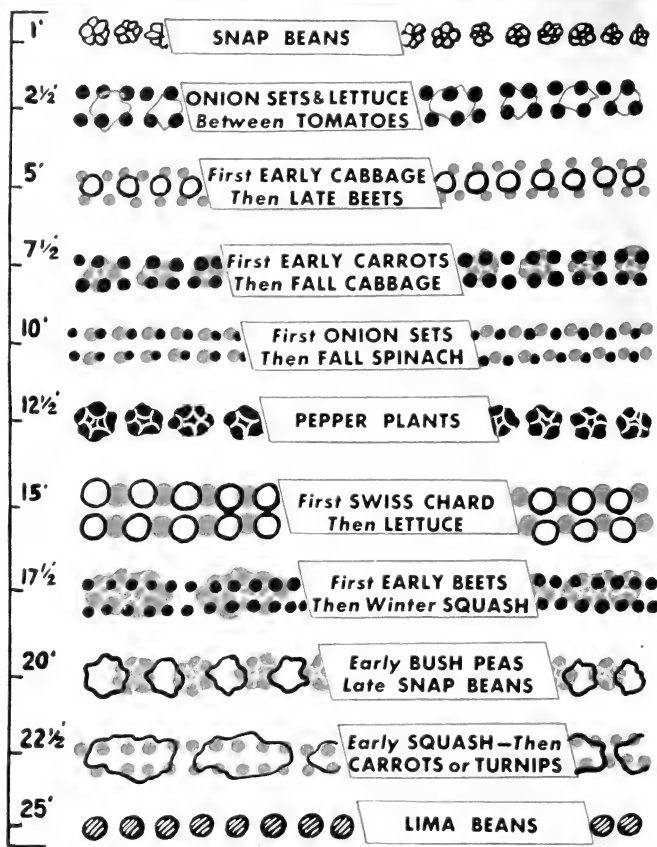 1'
SNAP BEANS
2½'
ONION SETS & LETTUCE
Between TOMATOES
5'
First EARLY CABBAGE
Then LATE BEETS
7½'
First EARLY CARROTS
Then FALL CABBAGE
10'
First ONION SETS
Then FALL SPINACH
12½'
PEPPER PLANTS
15'
First SWISS CHARD
Then LETTUCE
17½'
First EARLY BEETS
Then Winter SQUASH
20'
Early BUSH PEAS
Late SNAP BEANS
22½'
Early SQUASH—Then
CARROTS or TURNIPS
25'
LIMA BEANS